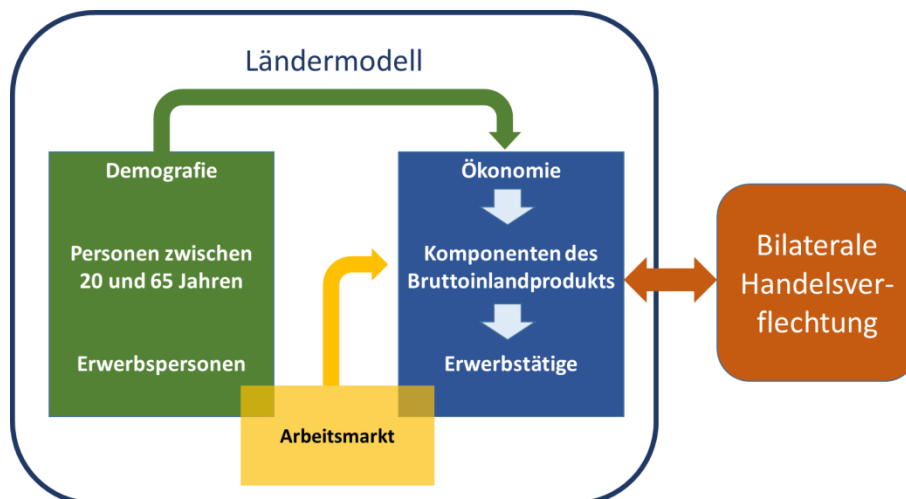 Ländermodell
Demografie
Personen zwischen
20 und 65 Jahren
Erwerbspersonen
Ökonomie
Komponenten des
Bruttoinlandprodukts
Erwerbstätige
Arbeitsmarkt
Bilaterale
Handelsver-
flechtung